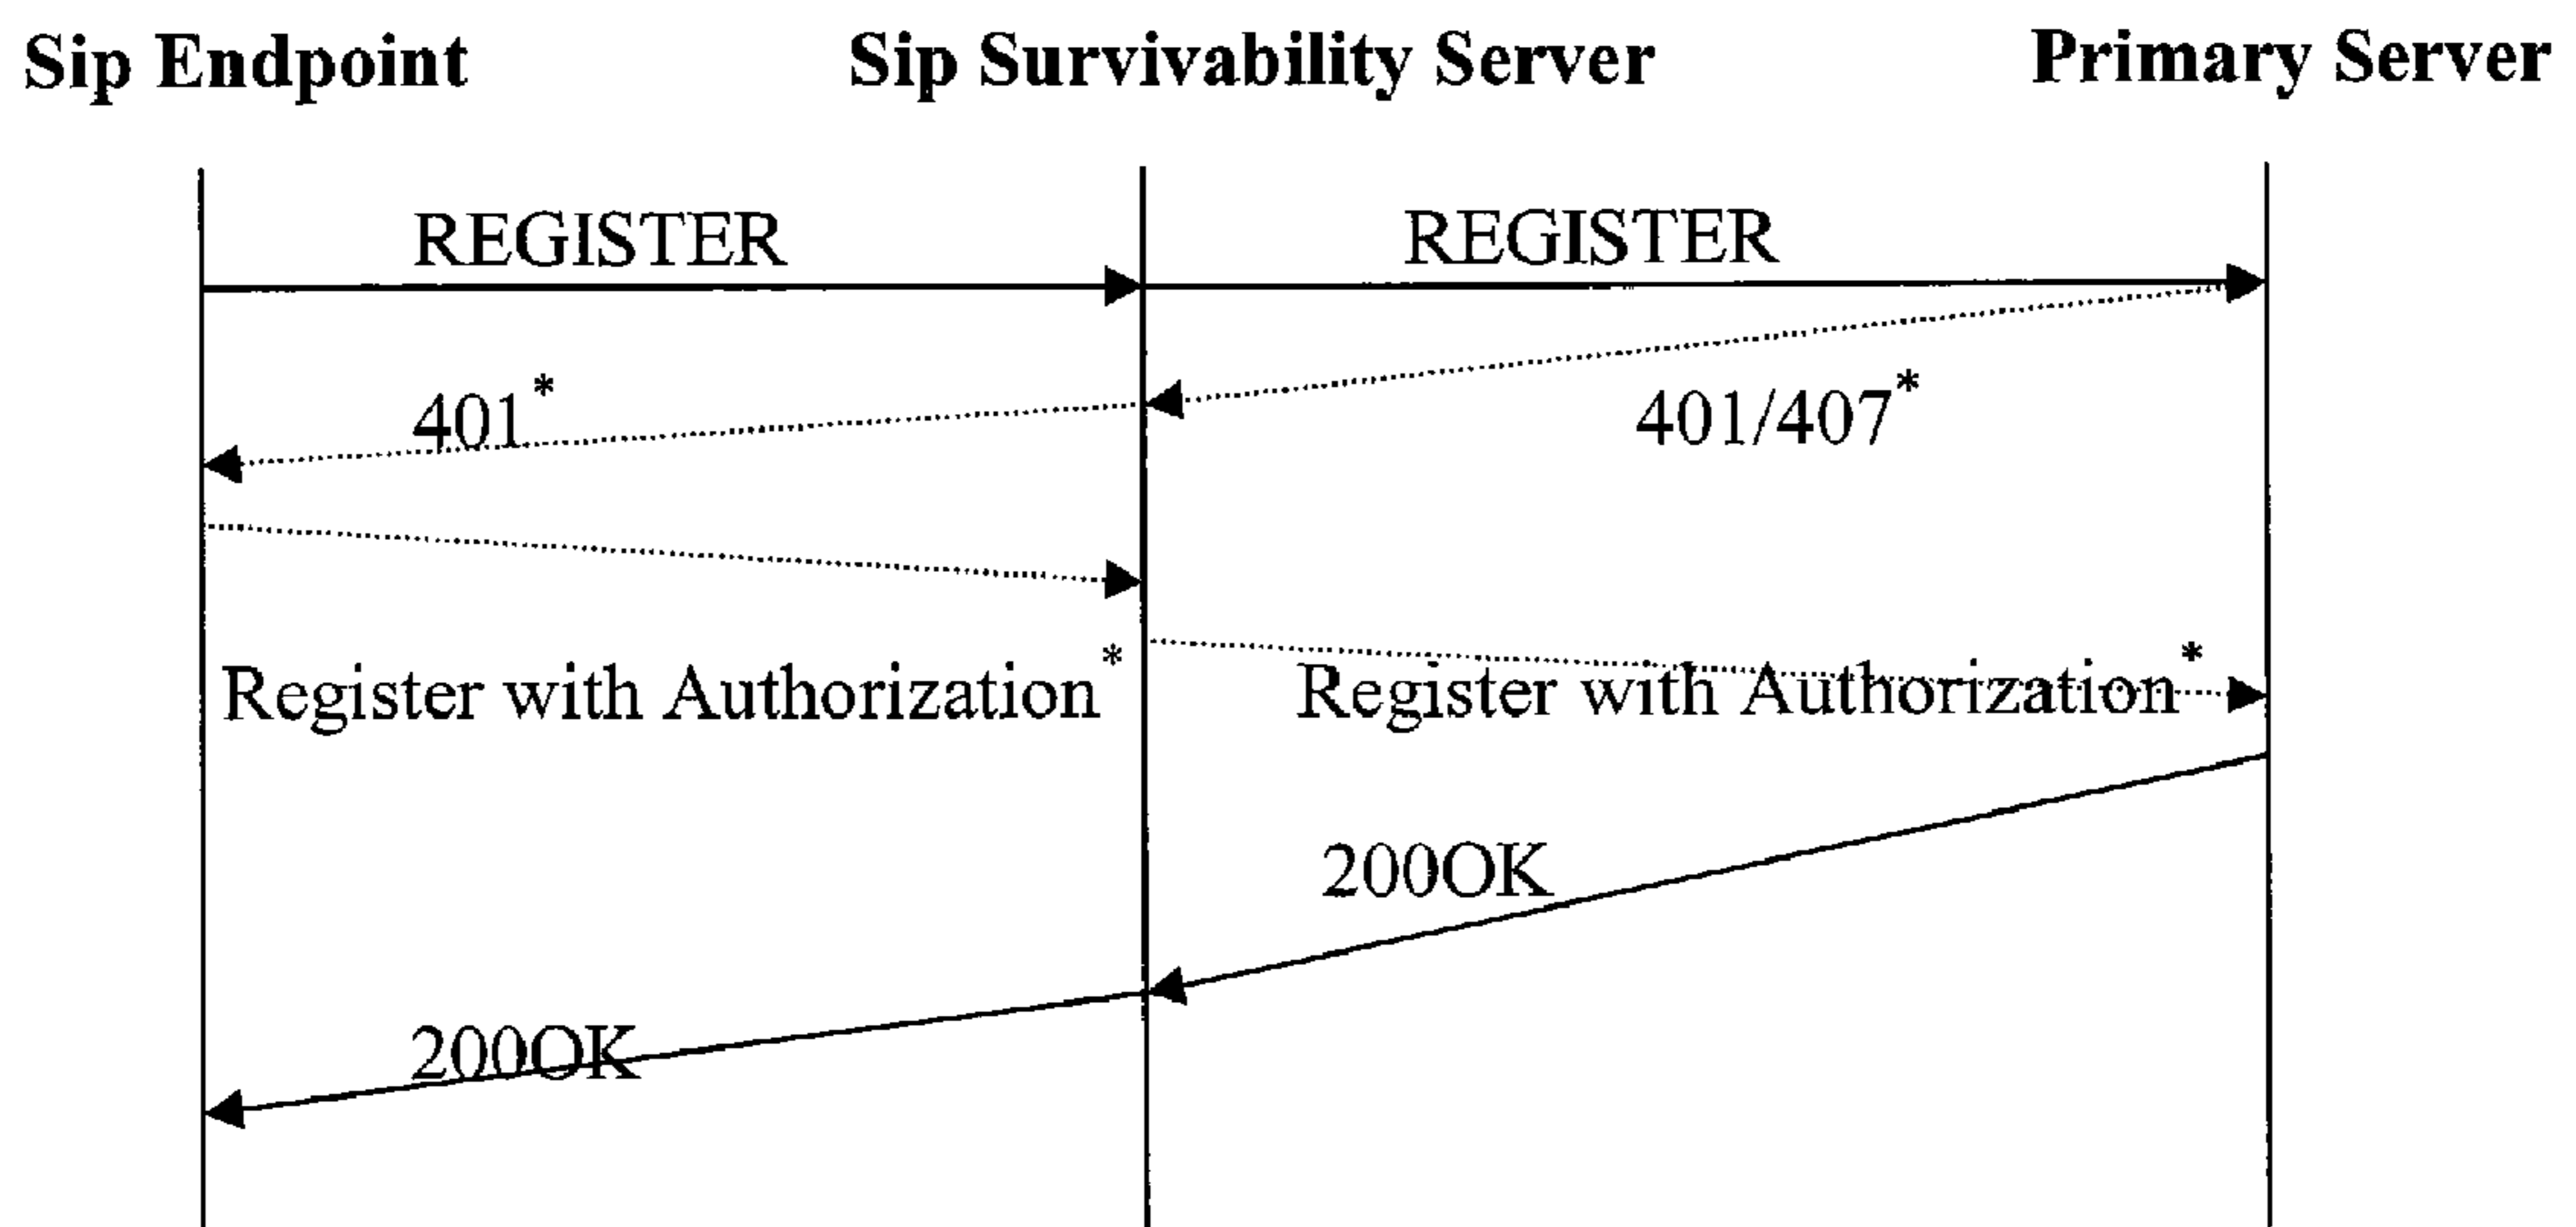 Sip Endpoint Sip Survivability Server Primary Server
REGISTER REGISTER
401* 401/407*
Register with Authorization* Register with Authorization*
200OK
200OK